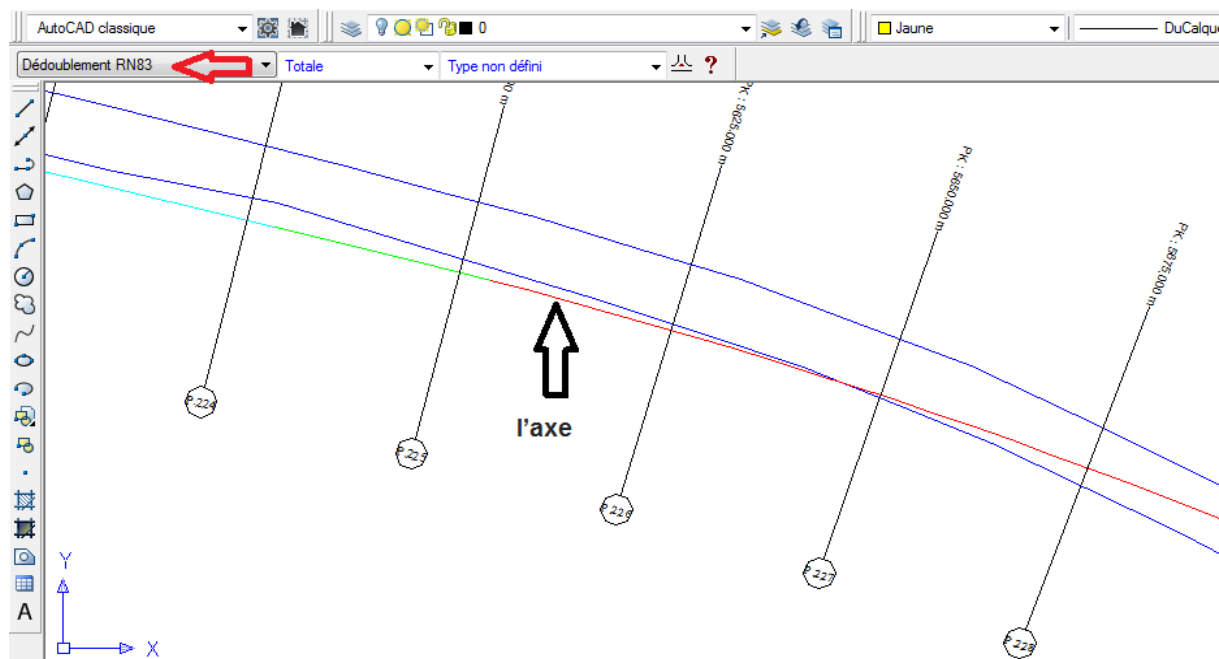 AutoCAD classique
0
Jaune
DuCalque
Dédoublement RN83
Totale
Type non défini
?
00 m
PK : 5625,000 m
PK : 5650,000 m
PK : 5675,000 m
P.224
P.225
P.226
P.227
P.228
l'axe
A
Y
X